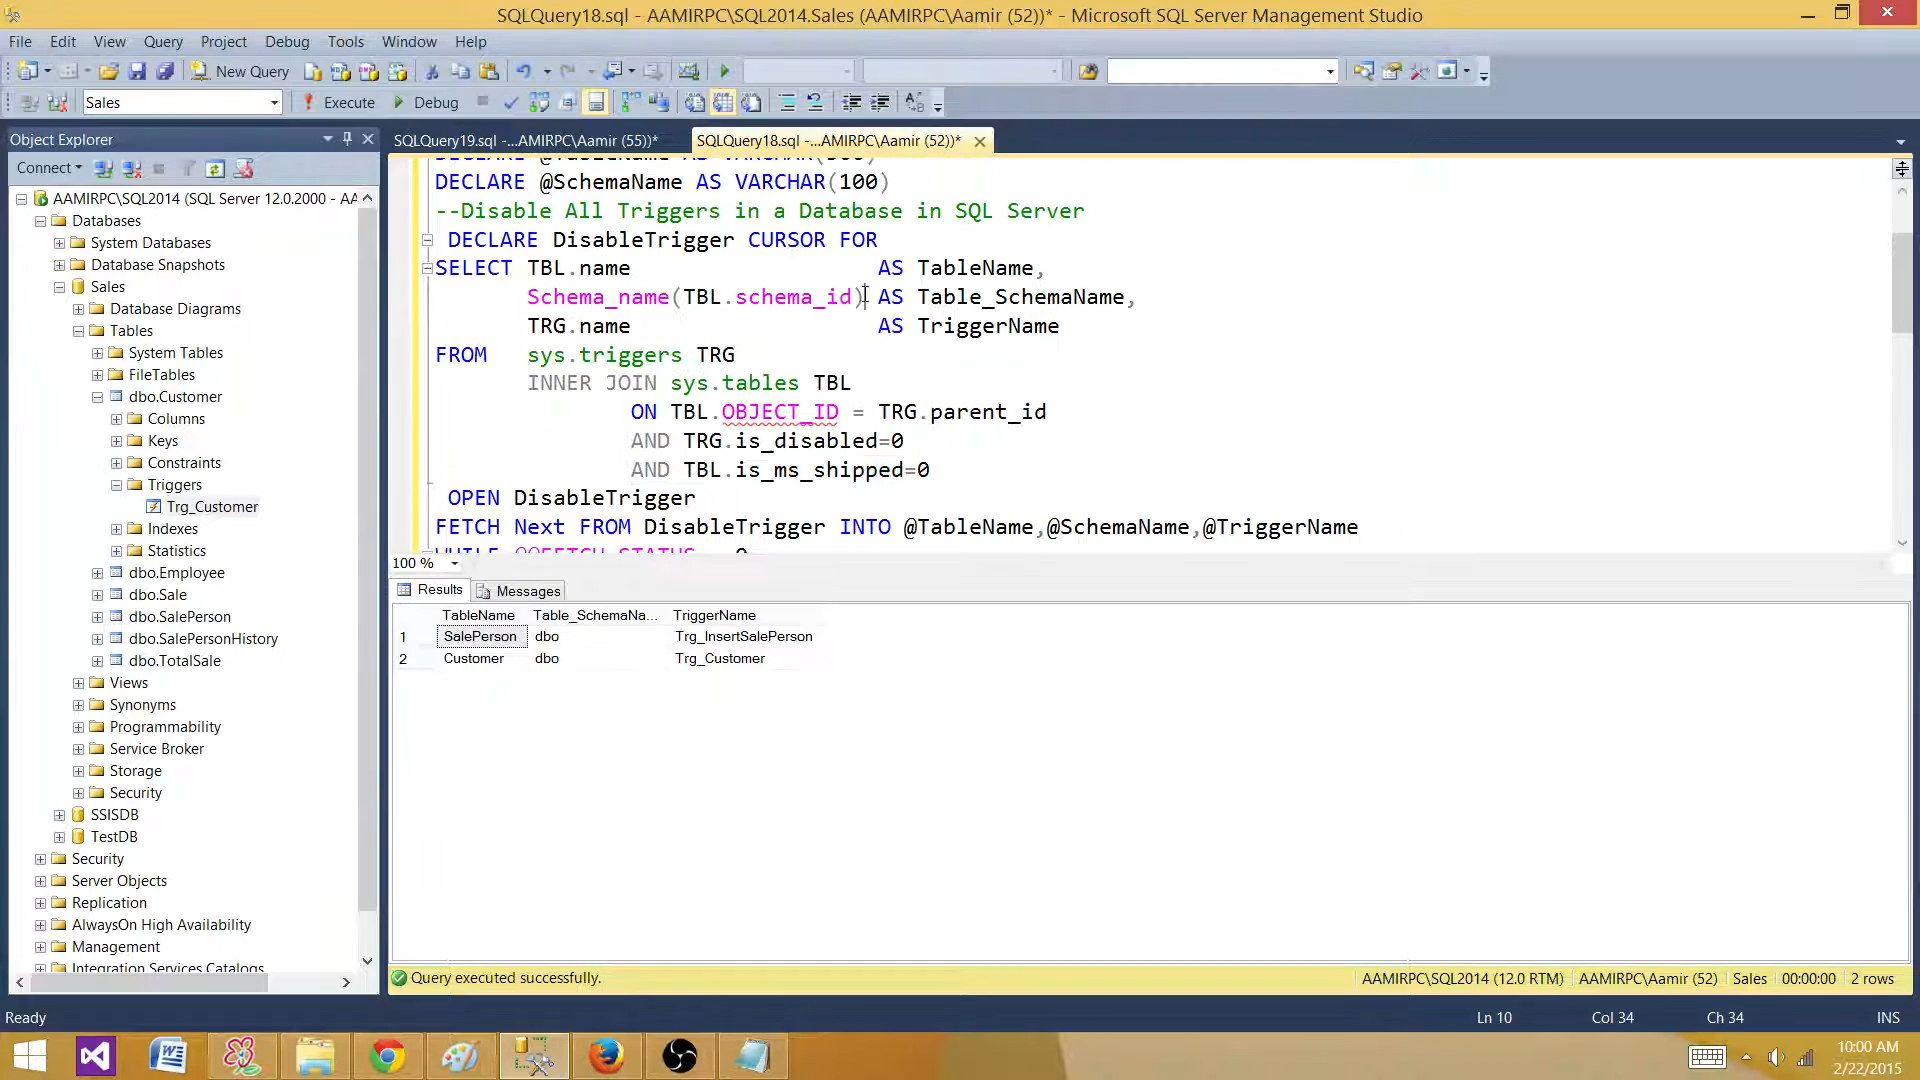 SQLQuery18.sql - AAMIRPC\SQL2014.Sales (AAMIRPC\Aamir (52))* - Microsoft SQL Server Management Studio
File Edit View Query Project Debug Tools Window Help
New Query
Sales Execute Debug
Object Explorer
SQLQuery19.sql -...AMIRPC\Aamir (55))* SQLQuery18.sql -...AMIRPC\Aamir (52))*
Connect
AAMIRPC\SQL2014 (SQL Server 12.0.2000 - AA
Databases
System Databases
Database Snapshots
Sales
Database Diagrams
Tables
System Tables
FileTables
dbo.Customer
Columns
Keys
Constraints
Triggers
Trg_Customer
Indexes
Statistics
dbo.Employee
dbo.Sale
dbo.SalePerson
dbo.SalePersonHistory
dbo.TotalSale
Views
Synonyms
Programmability
Service Broker
Storage
Security
SSISDB
TestDB
Security
Server Objects
Replication
AlwaysOn High Availability
Management
Integration Services Catalogs
DECLARE @TableName AS VARCHAR
DECLARE @SchemaName AS VARCHAR(100)
--Disable All Triggers in a Database in SQL Server
DECLARE DisableTrigger CURSOR FOR
SELECT TBL.name AS TableName,
Schema_name(TBL.schema_id) AS Table_SchemaName,
TRG.name AS TriggerName
FROM sys.triggers TRG
INNER JOIN sys.tables TBL
ON TBL.OBJECT_ID = TRG.parent_id
AND TRG.is_disabled=0
AND TBL.is_ms_shipped=0
OPEN DisableTrigger
FETCH Next FROM DisableTrigger INTO @TableName,@SchemaName,@TriggerName
WHILE @@FETCH_STATUS = 0
100 %
Results Messages
TableName Table_SchemaNa... TriggerName
1 SalePerson dbo Trg_InsertSalePerson
2 Customer dbo Trg_Customer
Query executed successfully. AAMIRPC\SQL2014 (12.0 RTM) AAMIRPC\Aamir (52) Sales 00:00:00 2 rows
Ready Ln 10 Col 34 Ch 34 INS
10:00 AM
2/22/2015